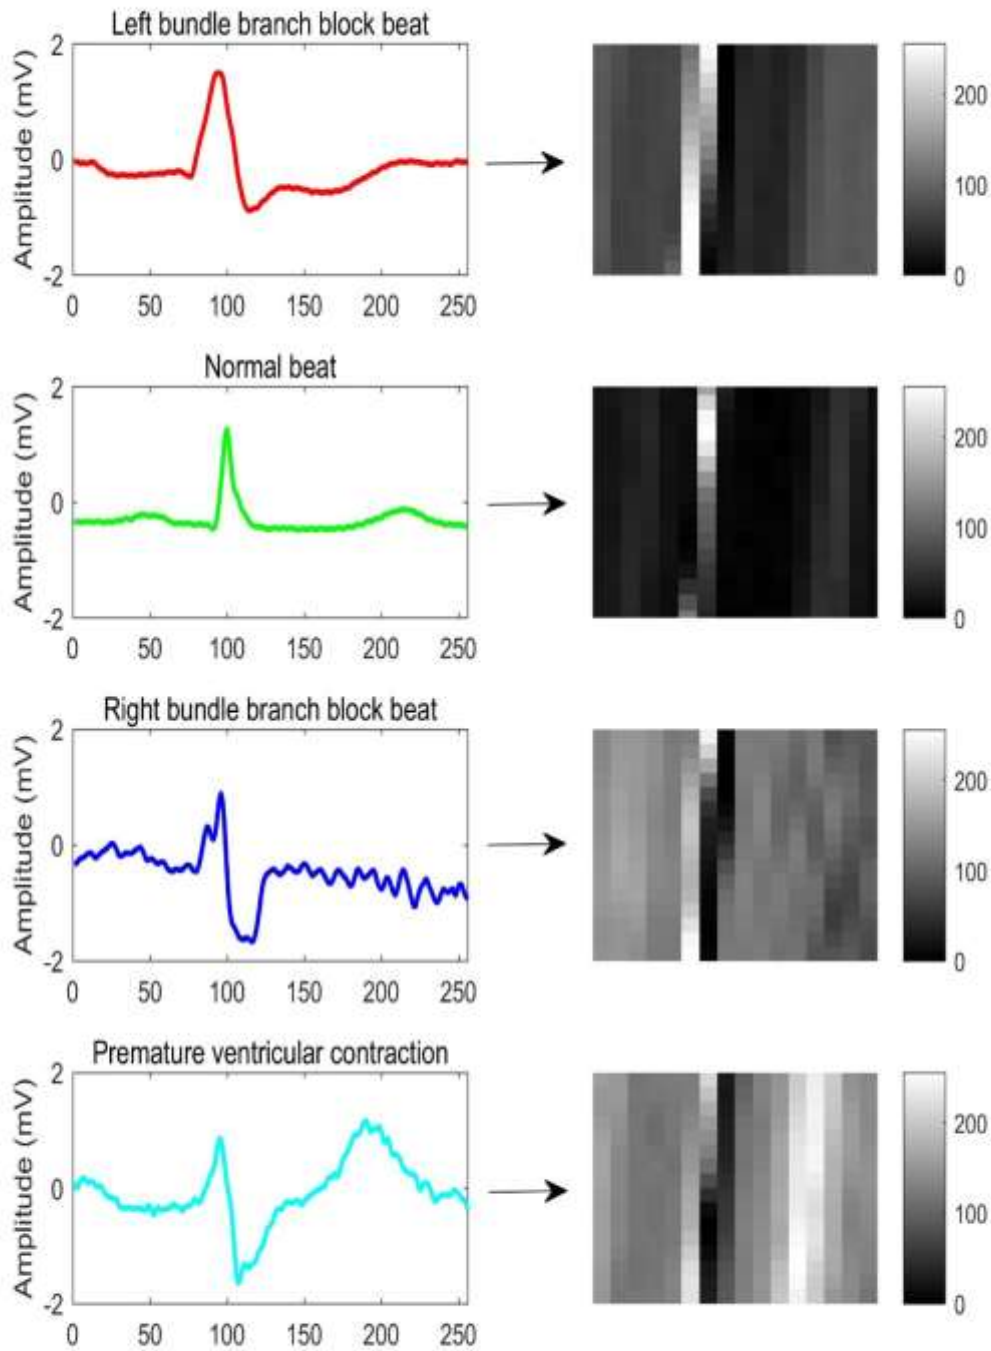 Left bundle branch block beat
Amplitude (mV)
2
0
-2
0 50 100 150 200 250
200
100
0
Normal beat
Amplitude (mV)
2
0
-2
0 50 100 150 200 250
200
100
0
Right bundle branch block beat
Amplitude (mV)
2
0
-2
0 50 100 150 200 250
200
100
0
Premature ventricular contraction
Amplitude (mV)
2
0
-2
0 50 100 150 200 250
200
100
0